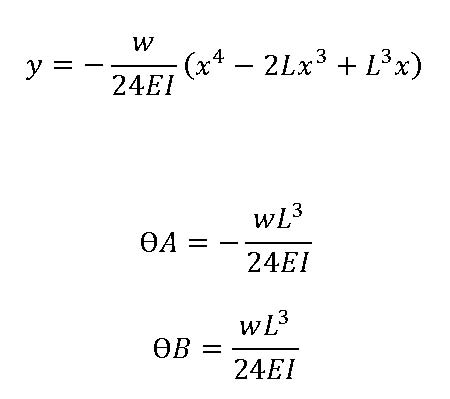 y = −w/24EI (x⁴ − 2Lx³ + L³x)
ΘA = −wL³/24EI
ΘB = wL³/24EI